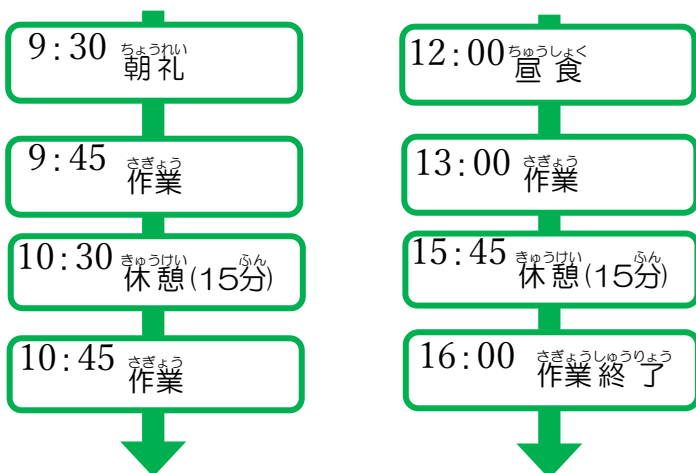 9:30 朝礼
ちょうれい
9:45 作業
さぎょう
10:30 休憩(15分)
きゅうけい ふん
10:45 作業
さぎょう
12:00 昼食
ちゅうしょく
13:00 作業
さぎょう
15:45 休憩(15分)
きゅうけい ふん
16:00 作業終了
さぎょうしゅうりょう